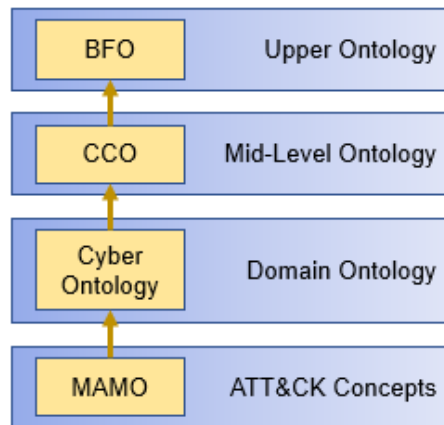 BFO Upper Ontology
CCO Mid-Level Ontology
Cyber
Ontology Domain Ontology
MAMO ATT&CK Concepts